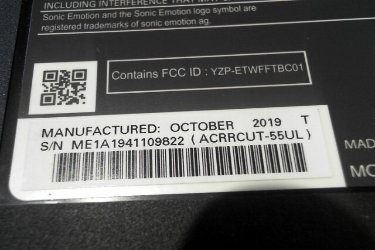 INCLUDING INTERFERENCE THAT M
Sonic Emotion and the Sonic Emotion logo symbol are
registered trademarks of sonic emotion ag.
Contains FCC ID : YZP-ETWFFTBC01
MANUFACTURED: OCTOBER 2019 T
S/N ME1A1941109822 (ACRRCUT-55UL)
MAD
MO